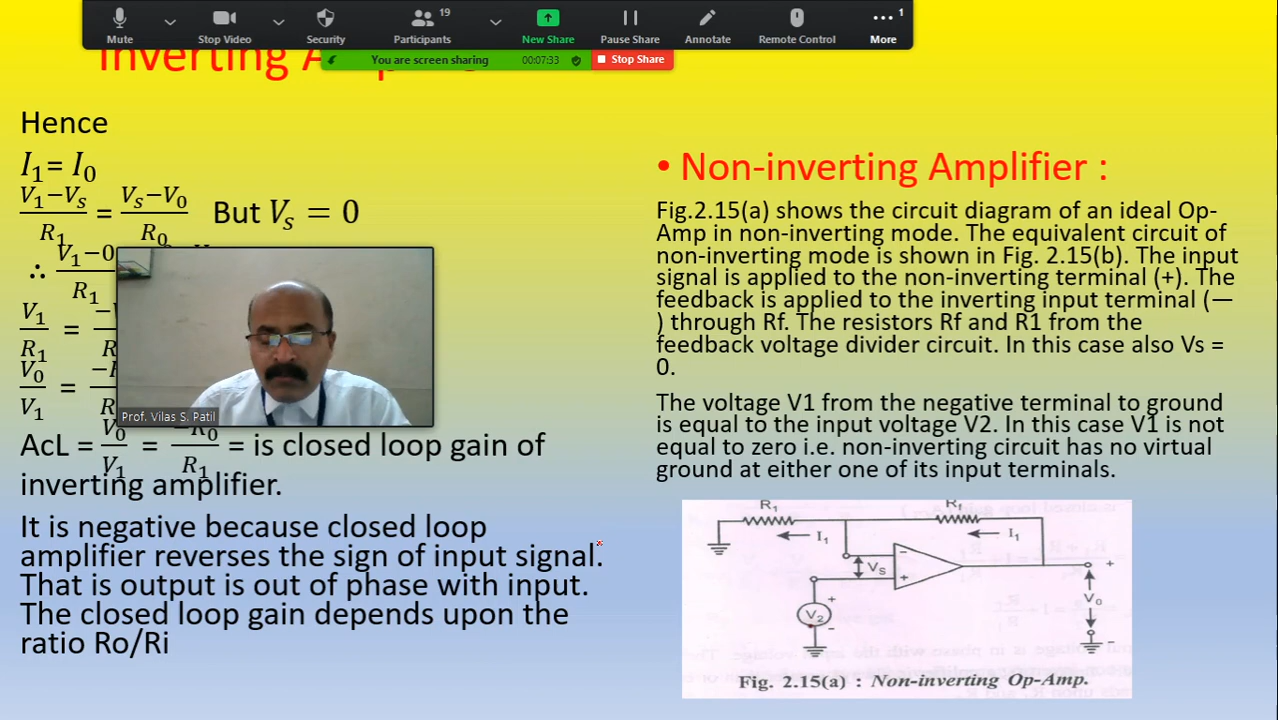 19
1
Mute
Stop Video
Security
Participants
New Share
Pause Share
Annotate
Remote Control
More
You are screen sharing
00:07:33
Stop Share
Inverting
Hence
I₁= I₀
V₁−Vₛ/R₁ = Vₛ−V₀/R₀ But Vₛ = 0
∴ V₁−0/R₁
V₁/R₁ =
V₀/V₁ =
Prof. Vilas S. Patil
AcL = V₀/V₁ = −R₀/R₁ = is closed loop gain of
inverting amplifier.
It is negative because closed loop
amplifier reverses the sign of input signal.
That is output is out of phase with input.
The closed loop gain depends upon the
ratio Ro/Ri
• Non-inverting Amplifier :
Fig.2.15(a) shows the circuit diagram of an ideal Op-
Amp in non-inverting mode. The equivalent circuit of
non-inverting mode is shown in Fig. 2.15(b). The input
signal is applied to the non-inverting terminal (+). The
feedback is applied to the inverting input terminal (—
) through Rf. The resistors Rf and R1 from the
feedback voltage divider circuit. In this case also Vs =
0.
The voltage V1 from the negative terminal to ground
is equal to the input voltage V2. In this case V1 is not
equal to zero i.e. non-inverting circuit has no virtual
ground at either one of its input terminals.
R₁
Rf
I₁
I₁
−
Vs
+
+
V₂
−
+
V₀
−
Fig. 2.15(a) : Non-inverting Op-Amp.